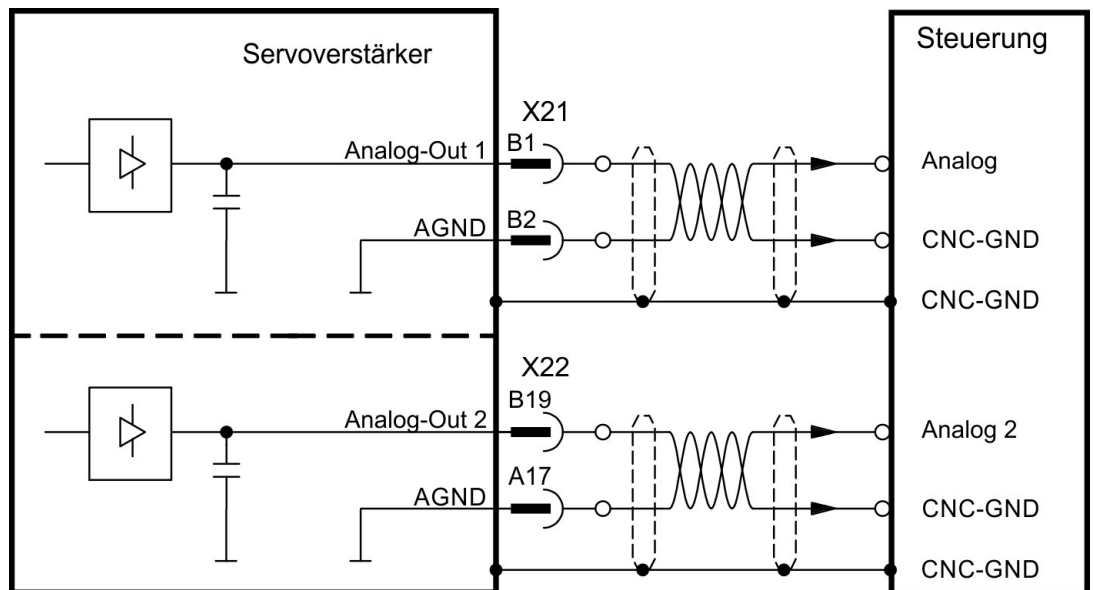 Servoverstärker
Steuerung
X21
Analog-Out 1
B1
Analog
AGND
B2
CNC-GND
CNC-GND
X22
Analog-Out 2
B19
Analog 2
AGND
A17
CNC-GND
CNC-GND